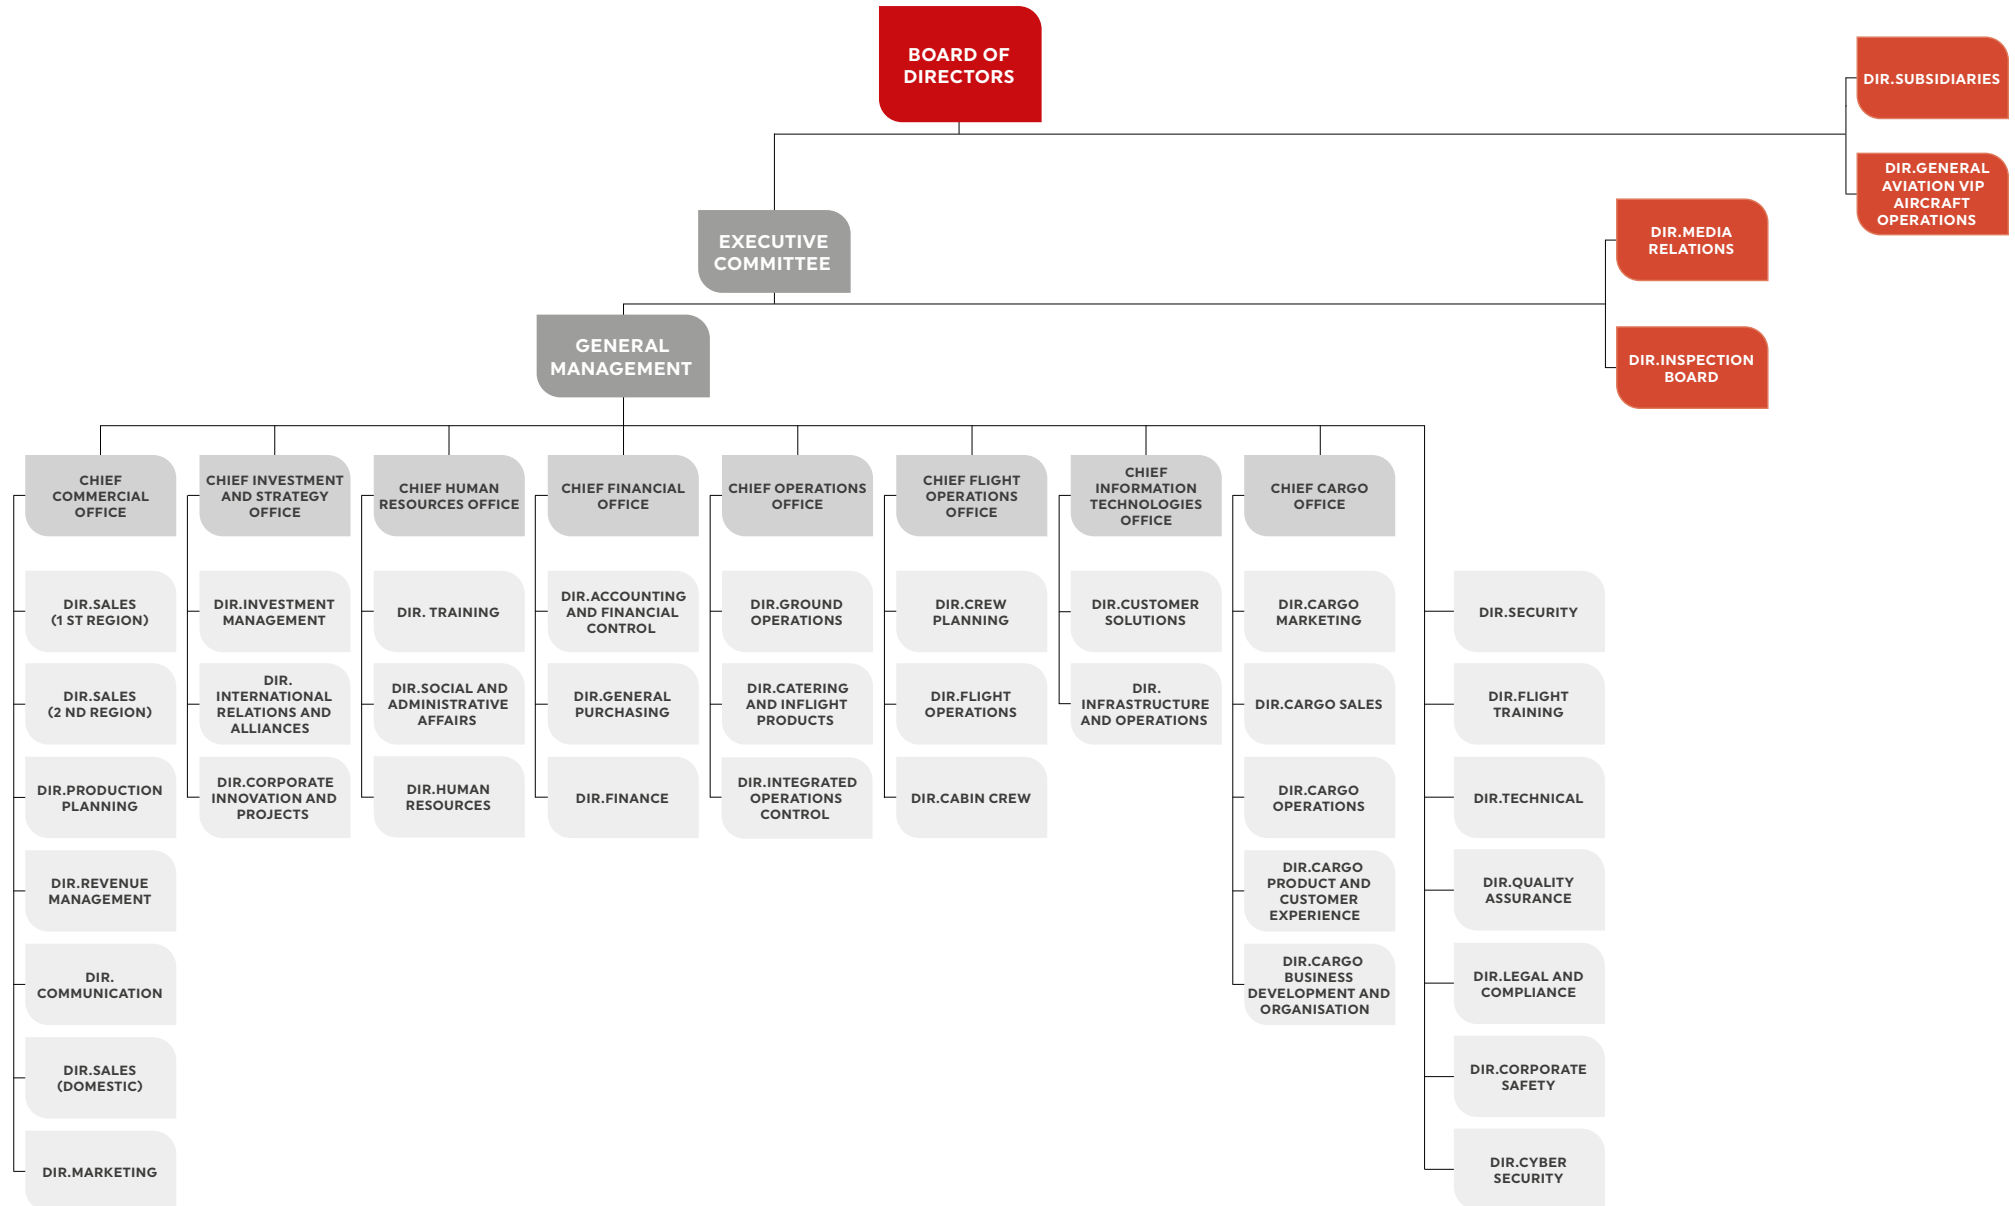 BOARD OF
DIRECTORS
DIR.SUBSIDIARIES
DIR.GENERAL
AVIATION VIP
AIRCRAFT
OPERATIONS
EXECUTIVE
COMMITTEE
DIR.MEDIA
RELATIONS
DIR.INSPECTION
BOARD
GENERAL
MANAGEMENT
CHIEF
COMMERCIAL
OFFICE
DIR.SALES
(1 ST REGION)
DIR.SALES
(2 ND REGION)
DIR.PRODUCTION
PLANNING
DIR.REVENUE
MANAGEMENT
DIR.
COMMUNICATION
DIR.SALES
(DOMESTIC)
DIR.MARKETING
CHIEF INVESTMENT
AND STRATEGY
OFFICE
DIR.INVESTMENT
MANAGEMENT
DIR.
INTERNATIONAL
RELATIONS AND
ALLIANCES
DIR.CORPORATE
INNOVATION AND
PROJECTS
CHIEF HUMAN
RESOURCES OFFICE
DIR. TRAINING
DIR.SOCIAL AND
ADMINISTRATIVE
AFFAIRS
DIR.HUMAN
RESOURCES
CHIEF FINANCIAL
OFFICE
DIR.ACCOUNTING
AND FINANCIAL
CONTROL
DIR.GENERAL
PURCHASING
DIR.FINANCE
CHIEF OPERATIONS
OFFICE
DIR.GROUND
OPERATIONS
DIR.CATERING
AND INFLIGHT
PRODUCTS
DIR.INTEGRATED
OPERATIONS
CONTROL
CHIEF FLIGHT
OPERATIONS
OFFICE
DIR.CREW
PLANNING
DIR.FLIGHT
OPERATIONS
DIR.CABIN CREW
CHIEF
INFORMATION
TECHNOLOGIES
OFFICE
DIR.CUSTOMER
SOLUTIONS
DIR.
INFRASTRUCTURE
AND OPERATIONS
CHIEF CARGO
OFFICE
DIR.CARGO
MARKETING
DIR.CARGO SALES
DIR.CARGO
OPERATIONS
DIR.CARGO
PRODUCT AND
CUSTOMER
EXPERIENCE
DIR.CARGO
BUSINESS
DEVELOPMENT AND
ORGANISATION
DIR.SECURITY
DIR.FLIGHT
TRAINING
DIR.TECHNICAL
DIR.QUALITY
ASSURANCE
DIR.LEGAL AND
COMPLIANCE
DIR.CORPORATE
SAFETY
DIR.CYBER
SECURITY